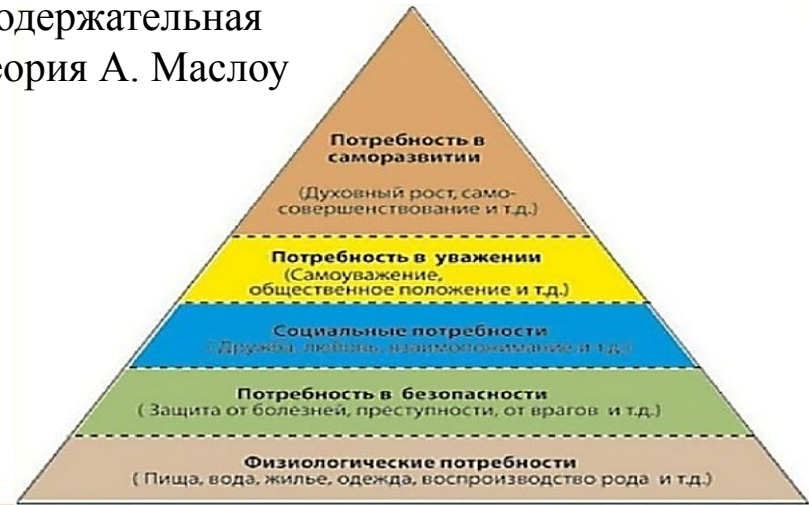 одержательная
еория А. Маслоу
Потребность в
саморазвитии
(Духовный рост, само-
совершенствование и т.д.)
Потребность в уважении
(Самоуважение,
общественное положение и т.д.)
Социальные потребности
( Дружба, любовь, взаимопонимание и т.д.)
Потребность в безопасности
( Защита от болезней, преступности, от врагов и т.д.)
Физиологические потребности
( Пища, вода, жилье, одежда, воспроизводство рода и т.д.)